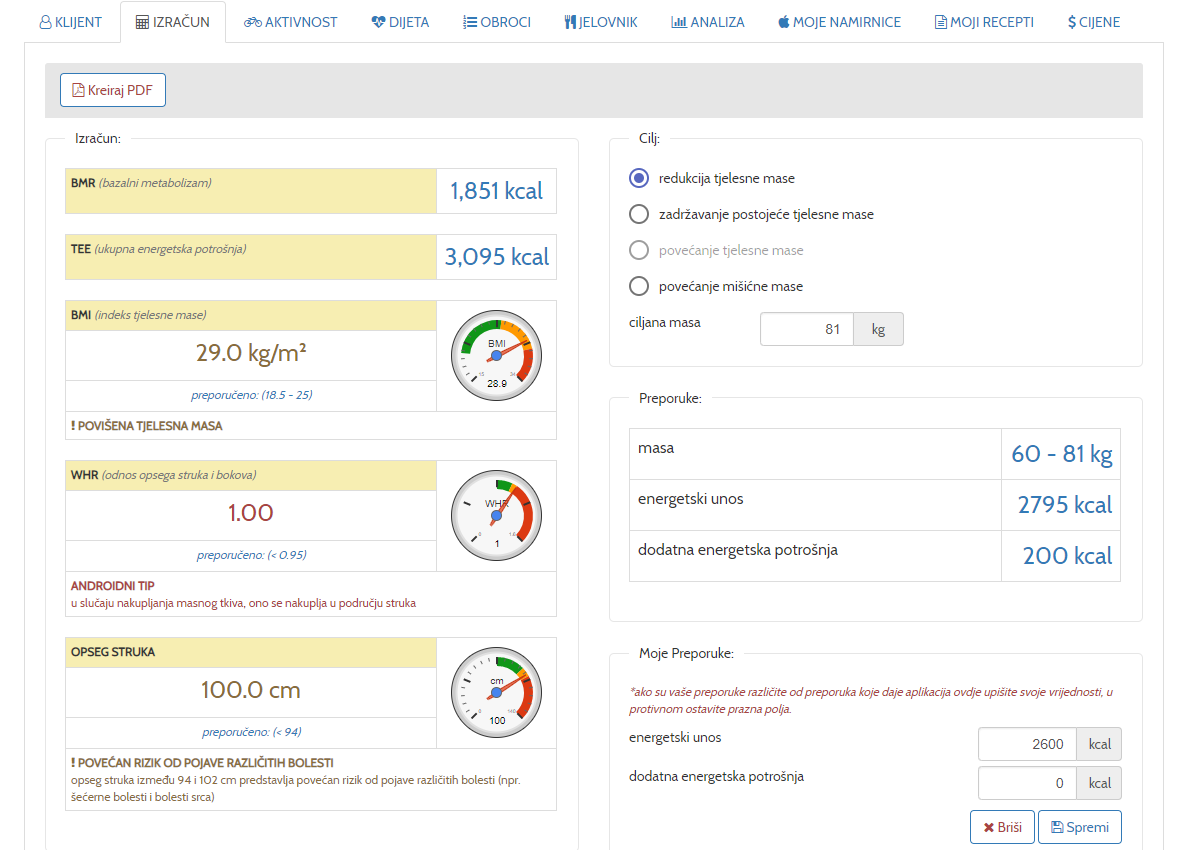 KLIJENT
IZRAČUN
AKTIVNOST
DIJETA
OBROCI
JELOVNIK
ANALIZA
MOJE NAMIRNICE
MOJI RECEPTI
CIJENE
Kreiraj PDF
Izračun:
BMR (bazalni metabolizam)
1,851 kcal
TEE (ukupna energetska potrošnja)
3,095 kcal
BMI (indeks tjelesne mase)
29.0 kg/m²
preporučeno: (18.5 - 25)
BMI
28.9
! POVIŠENA TJELESNA MASA
WHR (odnos opsega struka i bokova)
1.00
preporučeno: (< 0.95)
WHR
1
ANDROIDNI TIP
u slučaju nakupljanja masnog tkiva, ono se nakuplja u području struka
OPSEG STRUKA
100.0 cm
preporučeno: (< 94)
cm
100
! POVEĆAN RIZIK OD POJAVE RAZLIČITIH BOLESTI
opseg struka između 94 i 102 cm predstavlja povećan rizik od pojave različitih bolesti (npr.
šećerne bolesti i bolesti srca)
Cilj:
redukcija tjelesne mase
zadržavanje postojeće tjelesne mase
povećanje tjelesne mase
povećanje mišićne mase
ciljana masa 81 kg
Preporuke:
masa 60 - 81 kg
energetski unos 2795 kcal
dodatna energetska potrošnja 200 kcal
Moje Preporuke:
*ako su vaše preporuke različite od preporuka koje daje aplikacija ovdje upišite svoje vrijednosti, u
protivnom ostavite prazna polja.
energetski unos 2600 kcal
dodatna energetska potrošnja 0 kcal
Briši
Spremi